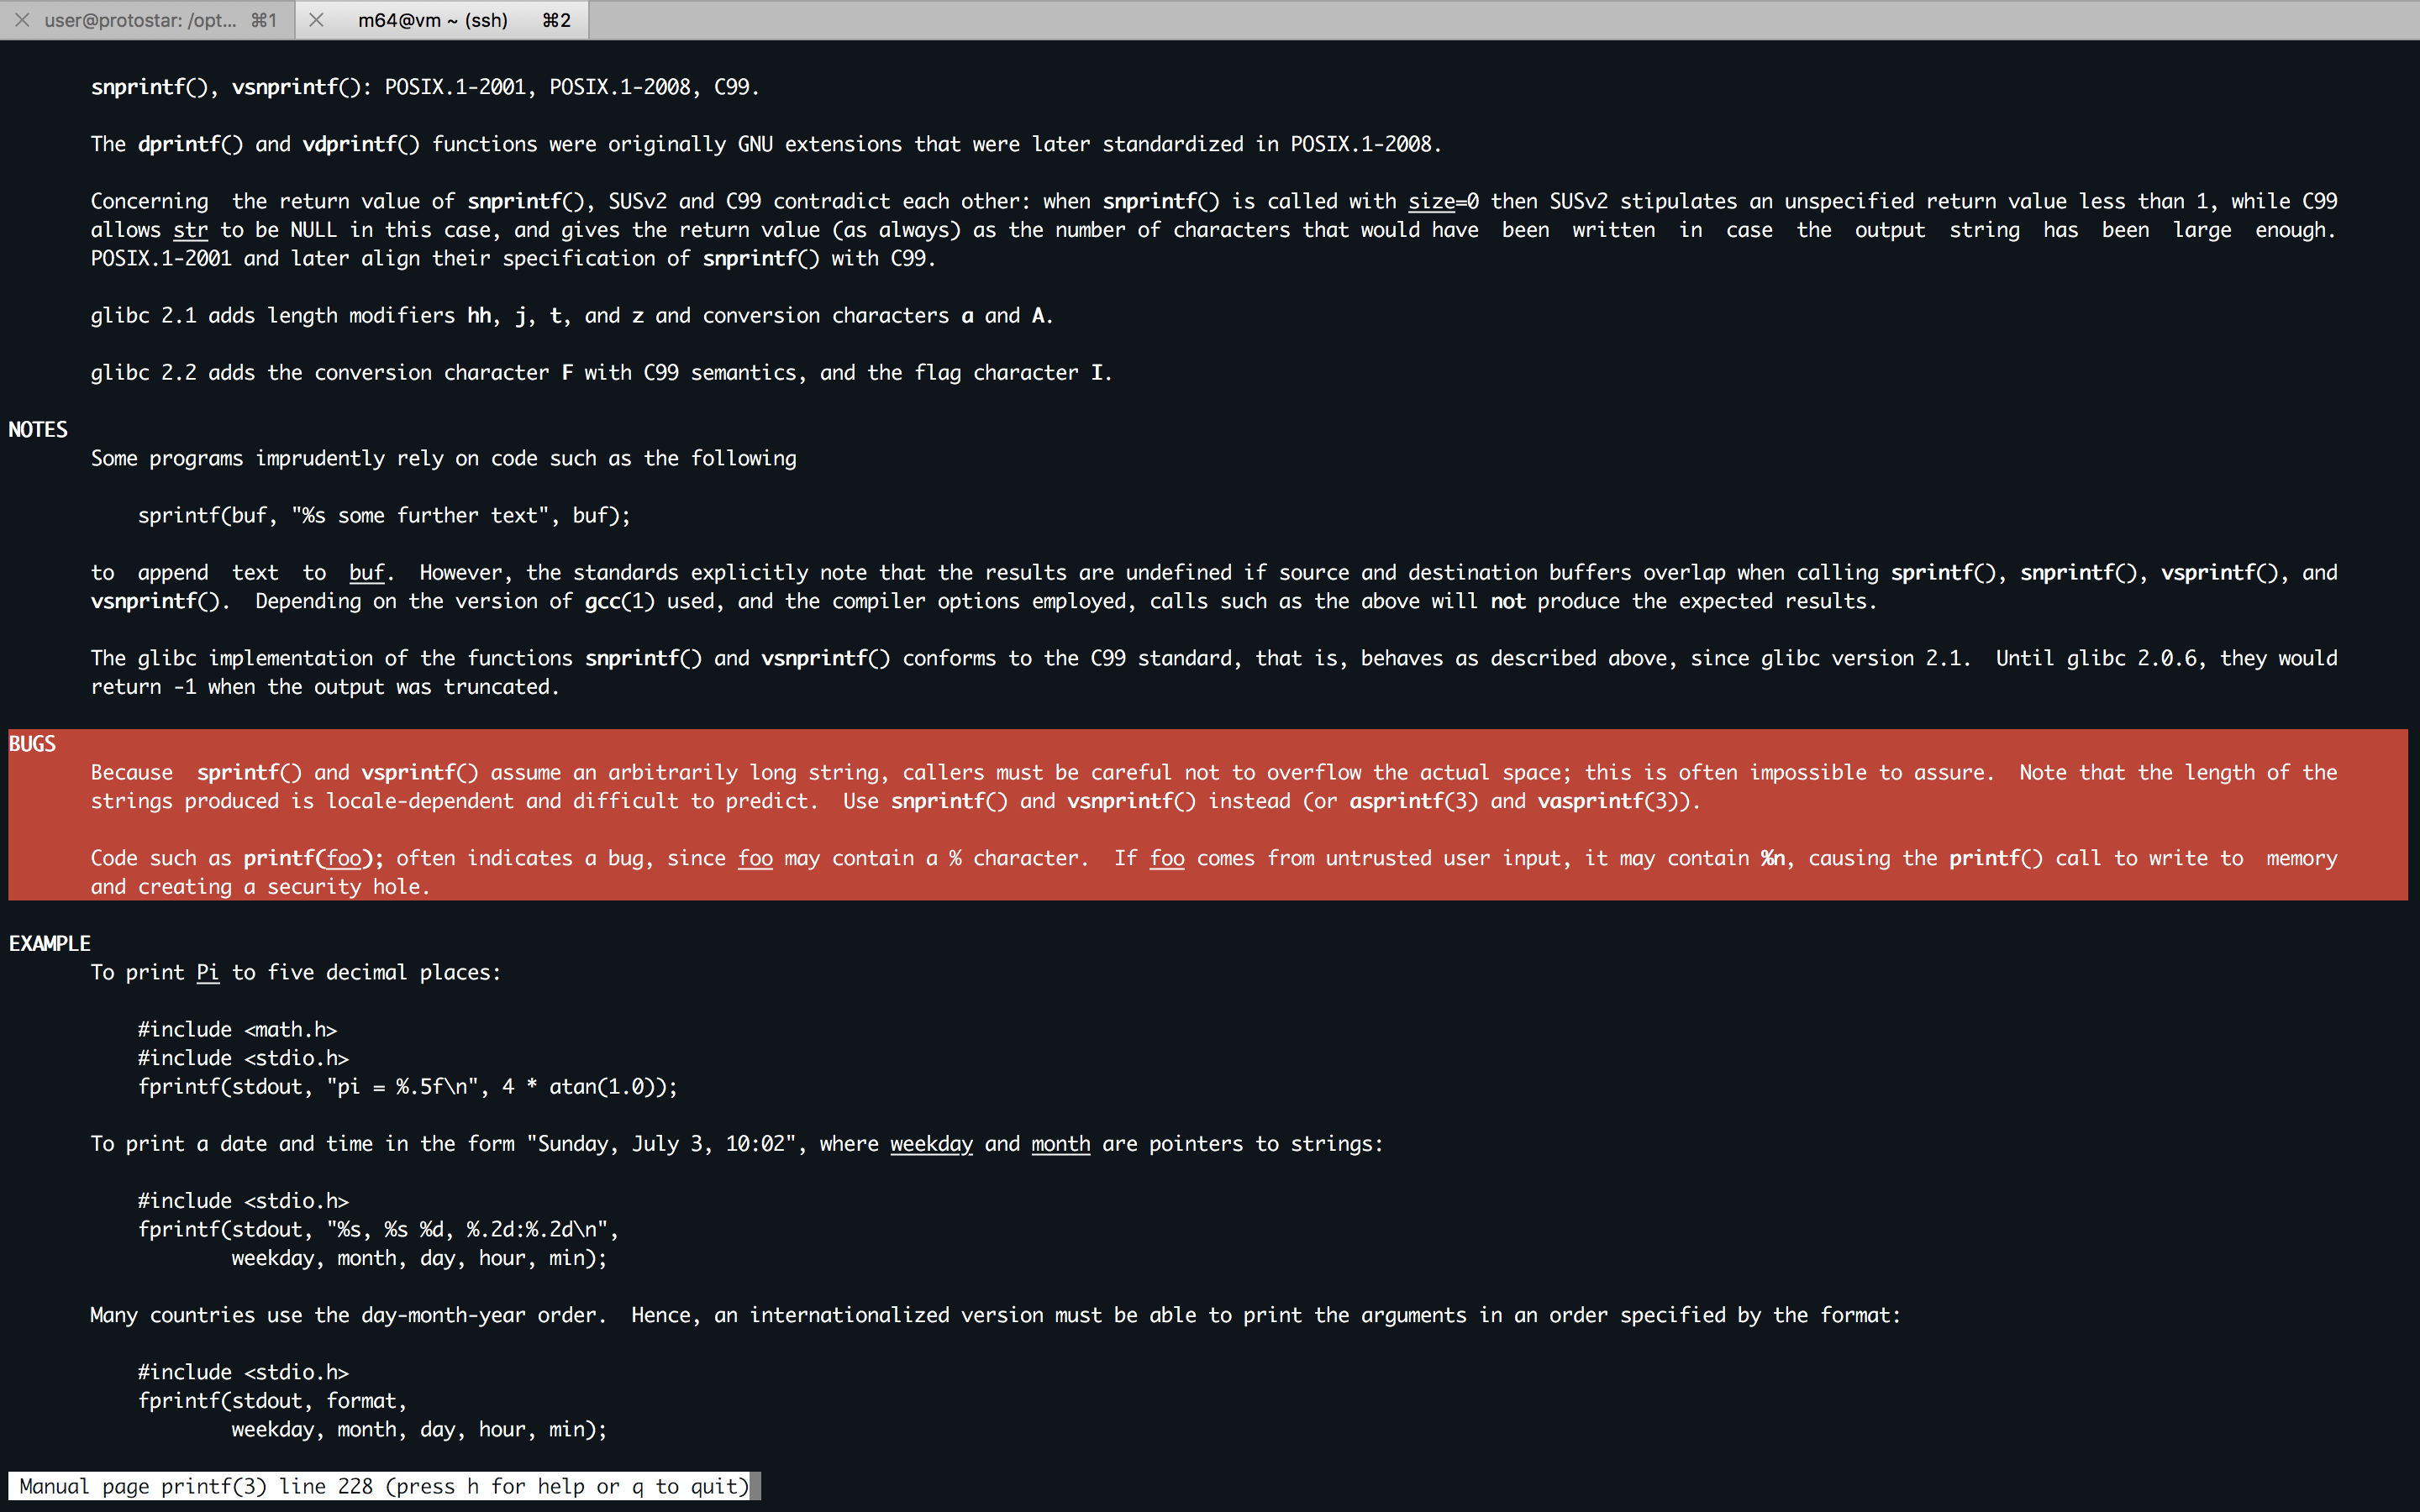 user@protostar: /opt... ⌘1
m64@vm ~ (ssh) ⌘2
snprintf(), vsnprintf(): POSIX.1-2001, POSIX.1-2008, C99.
The dprintf() and vdprintf() functions were originally GNU extensions that were later standardized in POSIX.1-2008.
Concerning  the return value of snprintf(), SUSv2 and C99 contradict each other: when snprintf() is called with size=0 then SUSv2 stipulates an unspecified return value less than 1, while C99
allows str to be NULL in this case, and gives the return value (as always) as the number of characters that would have  been  written  in  case  the  output  string  has  been  large  enough.
POSIX.1-2001 and later align their specification of snprintf() with C99.
glibc 2.1 adds length modifiers hh, j, t, and z and conversion characters a and A.
glibc 2.2 adds the conversion character F with C99 semantics, and the flag character I.
NOTES
Some programs imprudently rely on code such as the following
sprintf(buf, "%s some further text", buf);
to  append  text  to  buf.  However, the standards explicitly note that the results are undefined if source and destination buffers overlap when calling sprintf(), snprintf(), vsprintf(), and
vsnprintf().  Depending on the version of gcc(1) used, and the compiler options employed, calls such as the above will not produce the expected results.
The glibc implementation of the functions snprintf() and vsnprintf() conforms to the C99 standard, that is, behaves as described above, since glibc version 2.1.  Until glibc 2.0.6, they would
return -1 when the output was truncated.
BUGS
Because  sprintf() and vsprintf() assume an arbitrarily long string, callers must be careful not to overflow the actual space; this is often impossible to assure.  Note that the length of the
strings produced is locale-dependent and difficult to predict.  Use snprintf() and vsnprintf() instead (or asprintf(3) and vasprintf(3)).
Code such as printf(foo); often indicates a bug, since foo may contain a % character.  If foo comes from untrusted user input, it may contain %n, causing the printf() call to write to  memory
and creating a security hole.
EXAMPLE
To print Pi to five decimal places:
#include <math.h>
#include <stdio.h>
fprintf(stdout, "pi = %.5f\n", 4 * atan(1.0));
To print a date and time in the form "Sunday, July 3, 10:02", where weekday and month are pointers to strings:
#include <stdio.h>
fprintf(stdout, "%s, %s %d, %.2d:%.2d\n",
weekday, month, day, hour, min);
Many countries use the day-month-year order.  Hence, an internationalized version must be able to print the arguments in an order specified by the format:
#include <stdio.h>
fprintf(stdout, format,
weekday, month, day, hour, min);
Manual page printf(3) line 228 (press h for help or q to quit)